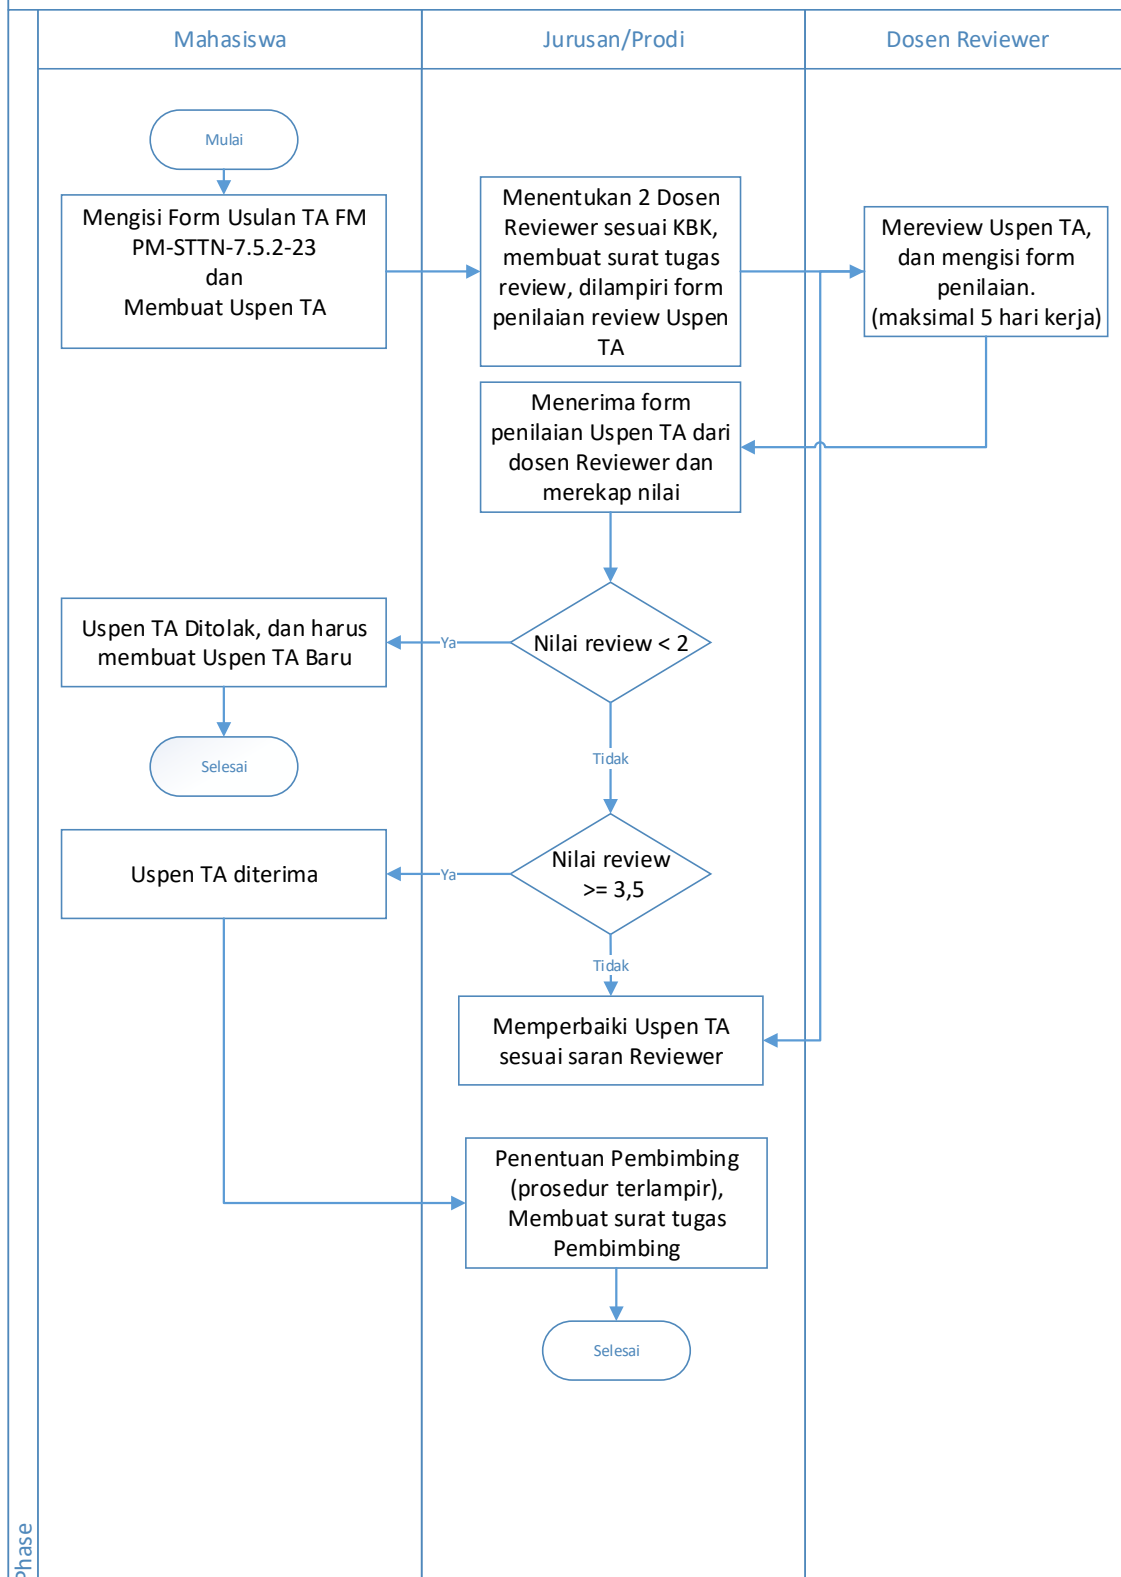 Mahasiswa
Jurusan/Prodi
Dosen Reviewer
Mulai
Mengisi Form Usulan TA FM
PM-STTN-7.5.2-23
dan
Membuat Uspen TA
Menentukan 2 Dosen
Reviewer sesuai KBK,
membuat surat tugas
review, dilampiri form
penilaian review Uspen
TA
Mereview Uspen TA,
dan mengisi form
penilaian.
(maksimal 5 hari kerja)
Menerima form
penilaian Uspen TA dari
dosen Reviewer dan
merekap nilai
Nilai review < 2
Ya
Uspen TA Ditolak, dan harus
membuat Uspen TA Baru
Selesai
Tidak
Nilai review
>= 3,5
Ya
Uspen TA diterima
Tidak
Memperbaiki Uspen TA
sesuai saran Reviewer
Penentuan Pembimbing
(prosedur terlampir),
Membuat surat tugas
Pembimbing
Selesai
Phase